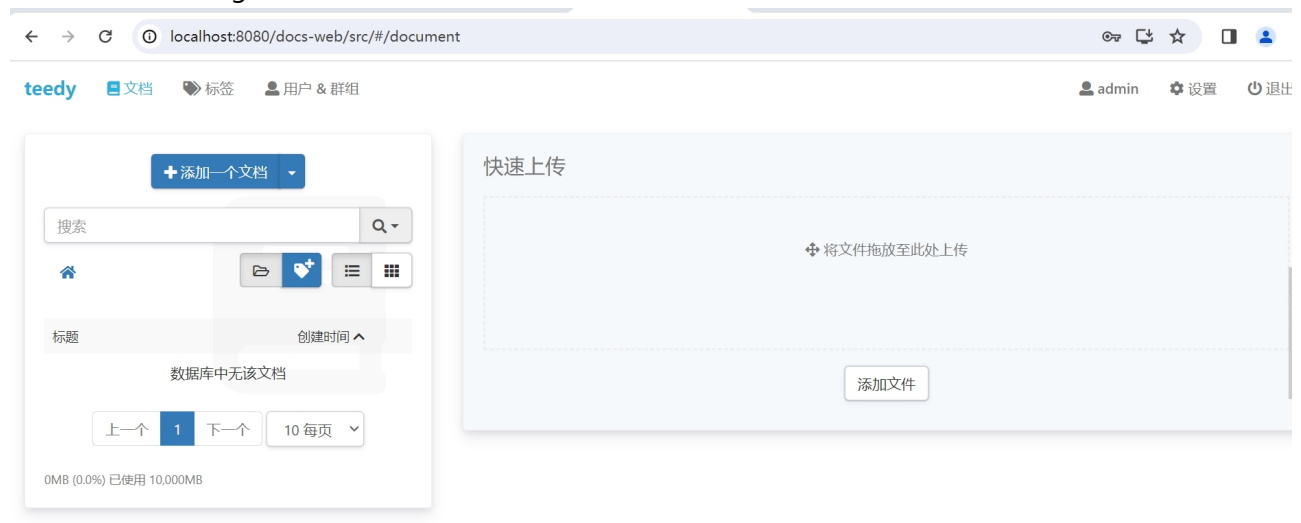 localhost:8080/docs-web/src/#/document
teedy 文档 标签 用户 & 群组 admin 设置 退出
添加一个文档
搜索
标题 创建时间
数据库中无该文档
上一个 1 下一个 10 每页
0MB (0.0%) 已使用 10,000MB
快速上传
将文件拖放至此处上传
添加文件